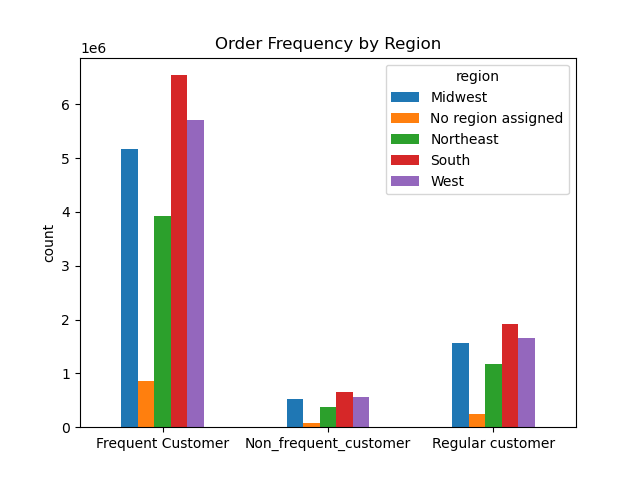 Order Frequency by Region
1e6
region
Midwest
No region assigned
Northeast
South
West
count
6
5
4
3
2
1
0
Frequent Customer
Non_frequent_customer
Regular customer